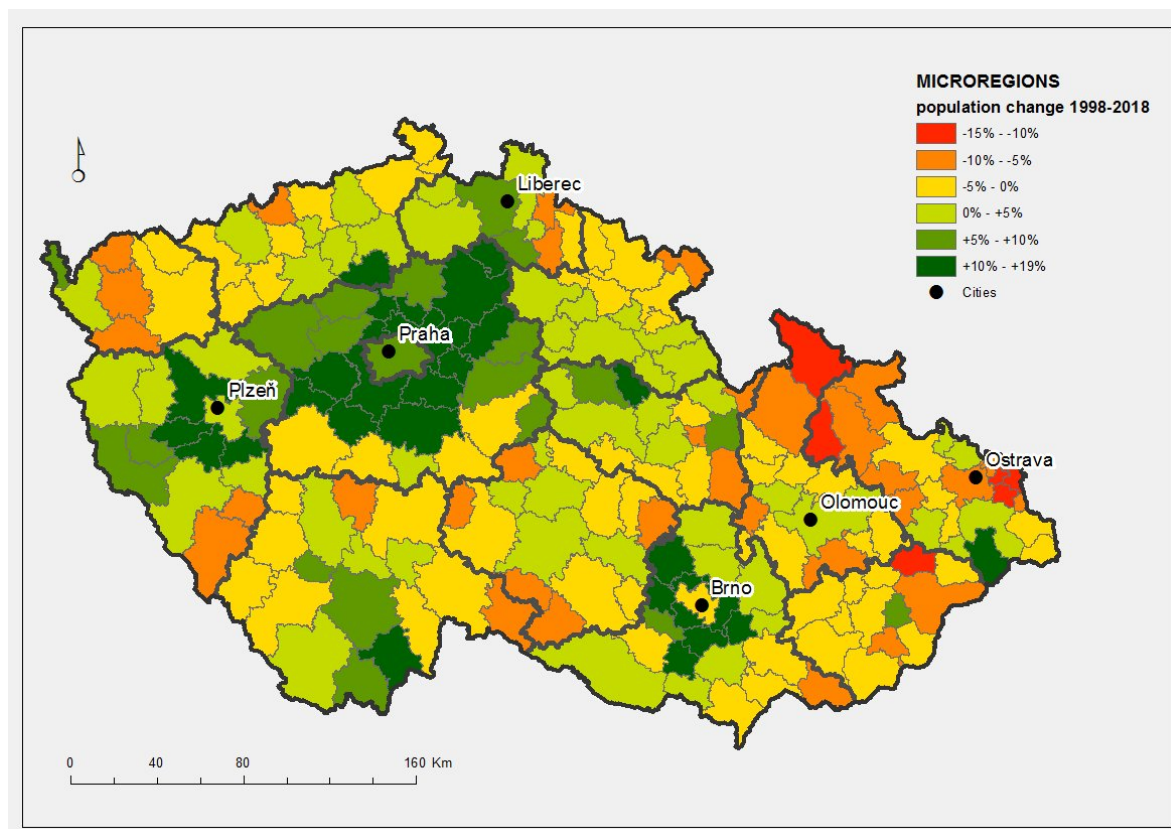 MICROREGIONS
population change 1998-2018
-15% - -10%
-10% - -5%
-5% - 0%
0% - +5%
+5% - +10%
+10% - +19%
Cities
Liberec
Praha
Plzeň
Ostrava
Olomouc
Brno
0 40 80 160 Km